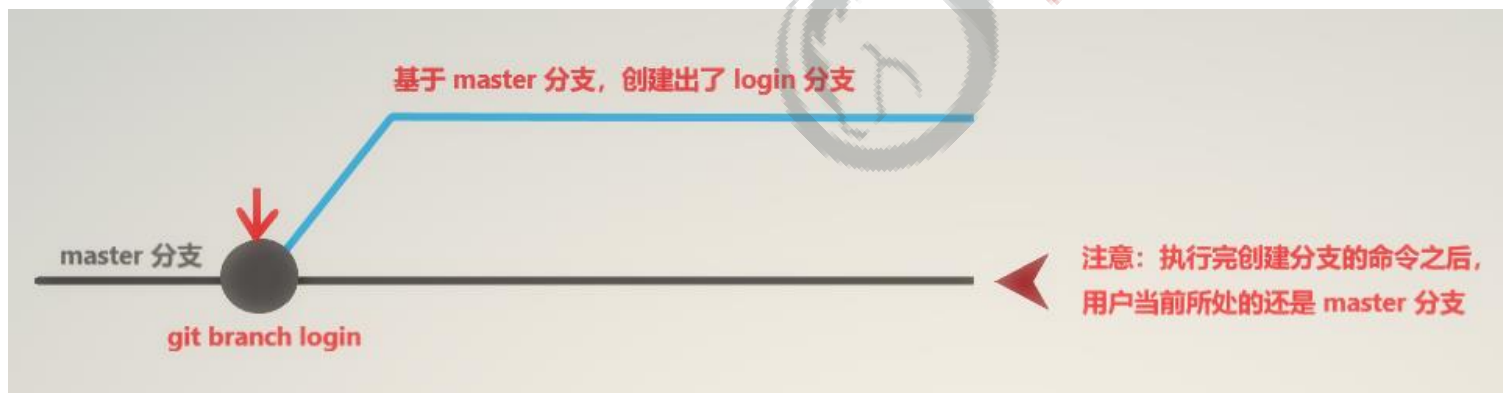 基于 master 分支，创建出了 login 分支
master 分支
git branch login
注意：执行完创建分支的命令之后，
用户当前所处的还是 master 分支